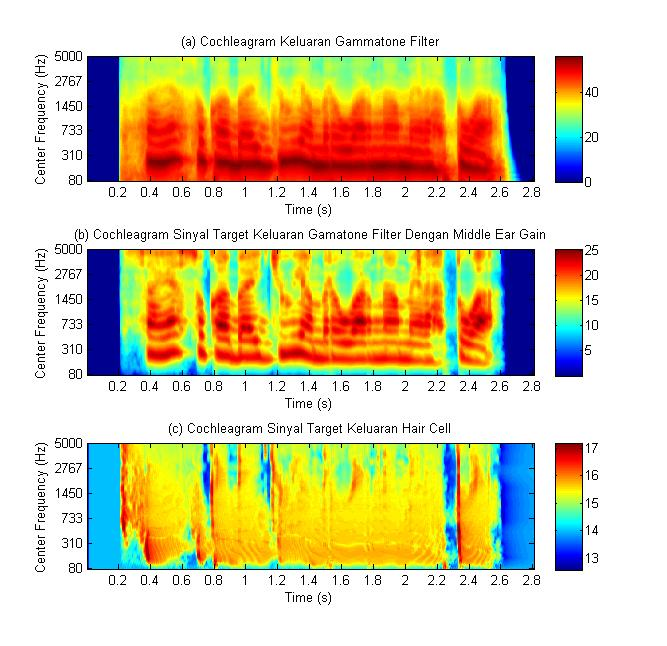 (a) Cochleagram Keluaran Gammatone Filter
Center Frequency (Hz)
5000
2767
1450
733
310
80
0.2 0.4 0.6 0.8 1 1.2 1.4 1.6 1.8 2 2.2 2.4 2.6 2.8
Time (s)
40
20
0
(b) Cochleagram Sinyal Target Keluaran Gamatone Filter Dengan Middle Ear Gain
Center Frequency (Hz)
5000
2767
1450
733
310
80
0.2 0.4 0.6 0.8 1 1.2 1.4 1.6 1.8 2 2.2 2.4 2.6 2.8
Time (s)
25
20
15
10
5
(c) Cochleagram Sinyal Target Keluaran Hair Cell
Center Frequency (Hz)
5000
2767
1450
733
310
80
0.2 0.4 0.6 0.8 1 1.2 1.4 1.6 1.8 2 2.2 2.4 2.6 2.8
Time (s)
17
16
15
14
13